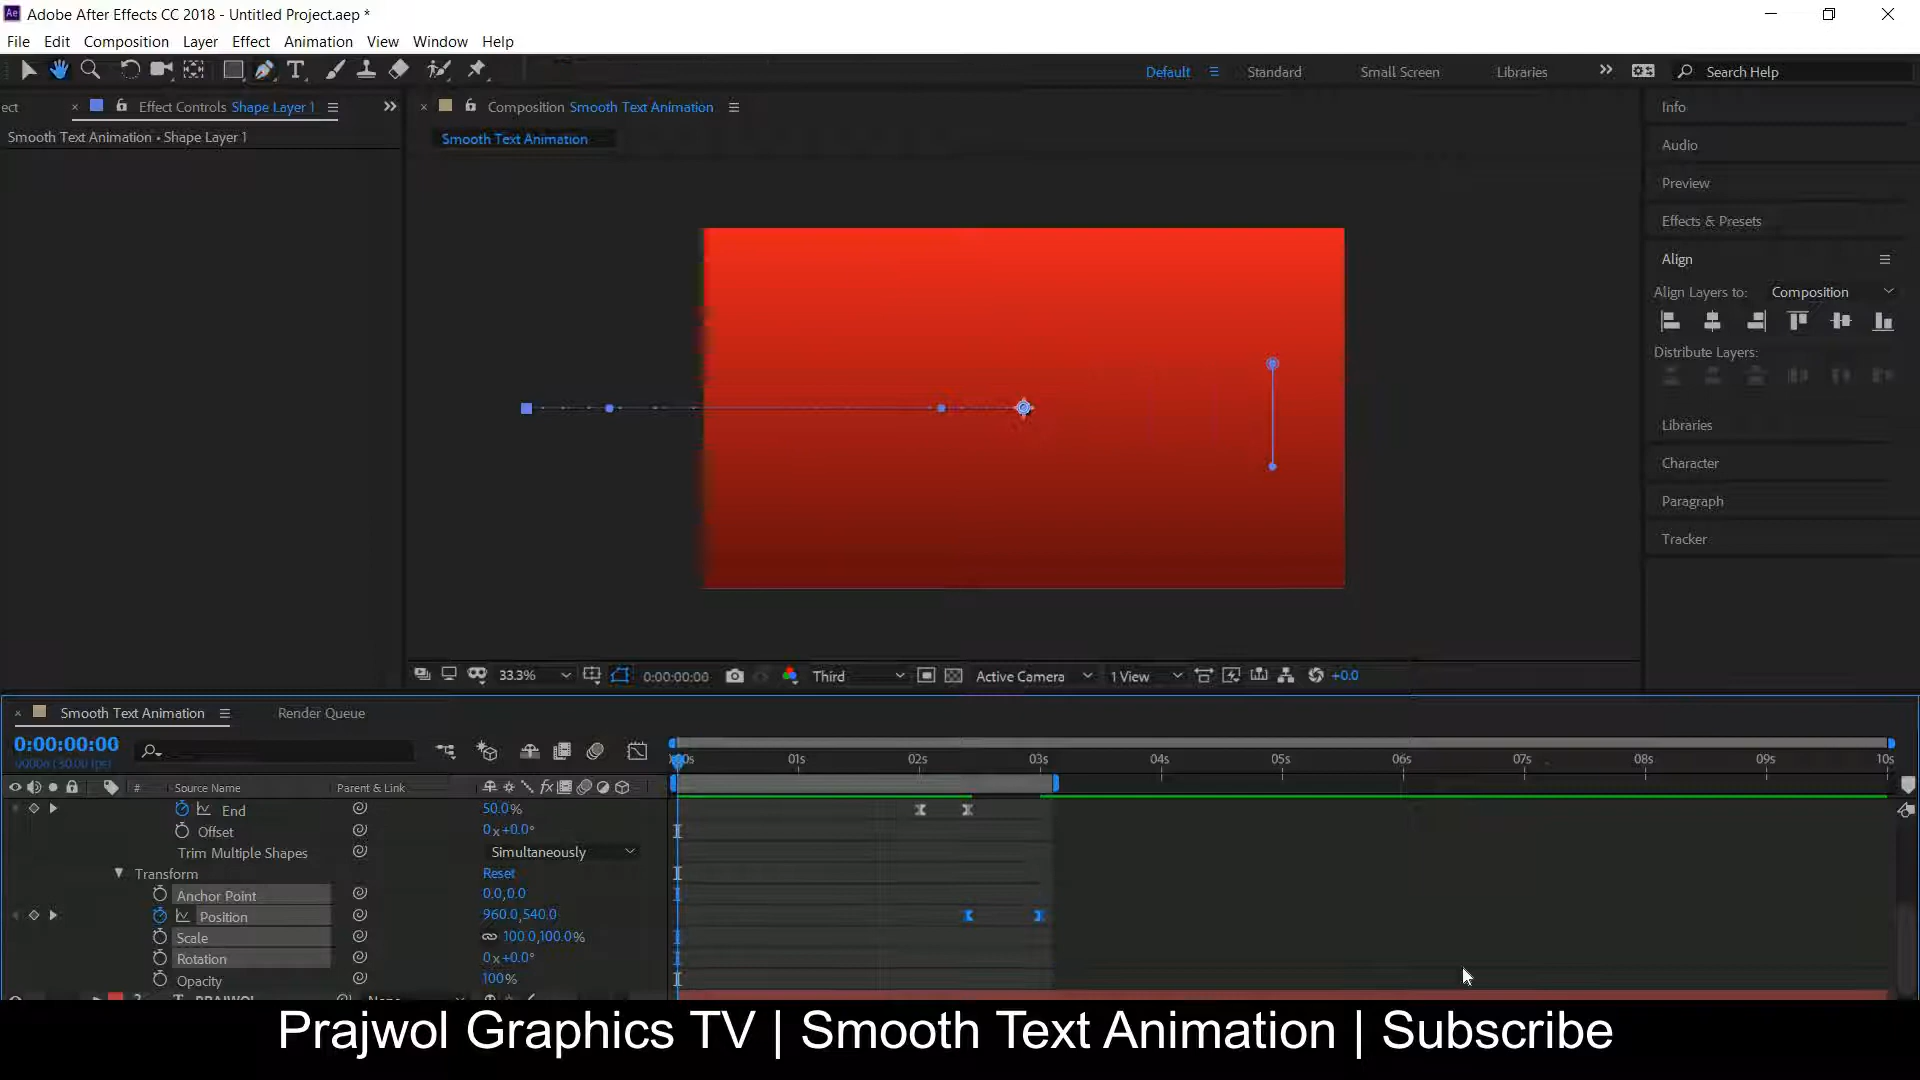 Adobe After Effects CC 2018 - Untitled Project.aep *
File Edit Composition Layer Effect Animation View Window Help
Default Standard Small Screen Libraries Search Help
ect Effect Controls Shape Layer 1
Composition Smooth Text Animation
Smooth Text Animation • Shape Layer 1
Smooth Text Animation
Info
Audio
Preview
Effects & Presets
Align
Align Layers to: Composition
Distribute Layers:
Libraries
Character
Paragraph
Tracker
33.3% 0:00:00:00 Third Active Camera 1 View +0.0
Smooth Text Animation Render Queue
0:00:00:00
01s 02s 03s 04s 05s 06s 07s 08s 09s 10s
# Source Name Parent & Link
End 50.0%
Offset 0x+0.0°
Trim Multiple Shapes Simultaneously
Transform Reset
Anchor Point 0.0,0.0
Position 960.0,540.0
Scale 100.0,100.0%
Rotation 0x+0.0°
Opacity 100%
Prajwol Graphics TV | Smooth Text Animation | Subscribe